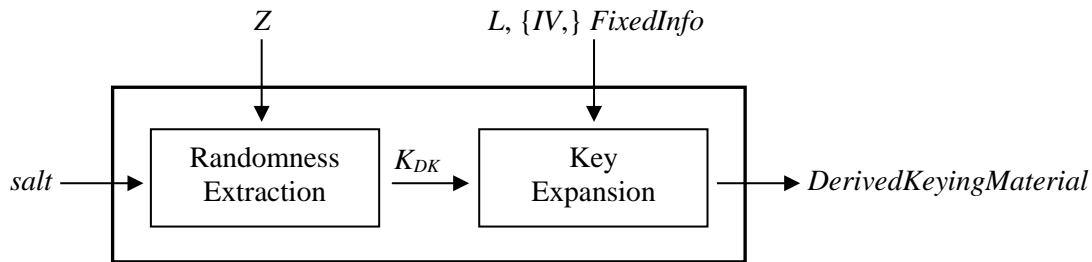 Z
L, {IV,} FixedInfo
Randomness
Extraction
K_DK
Key
Expansion
salt
DerivedKeyingMaterial